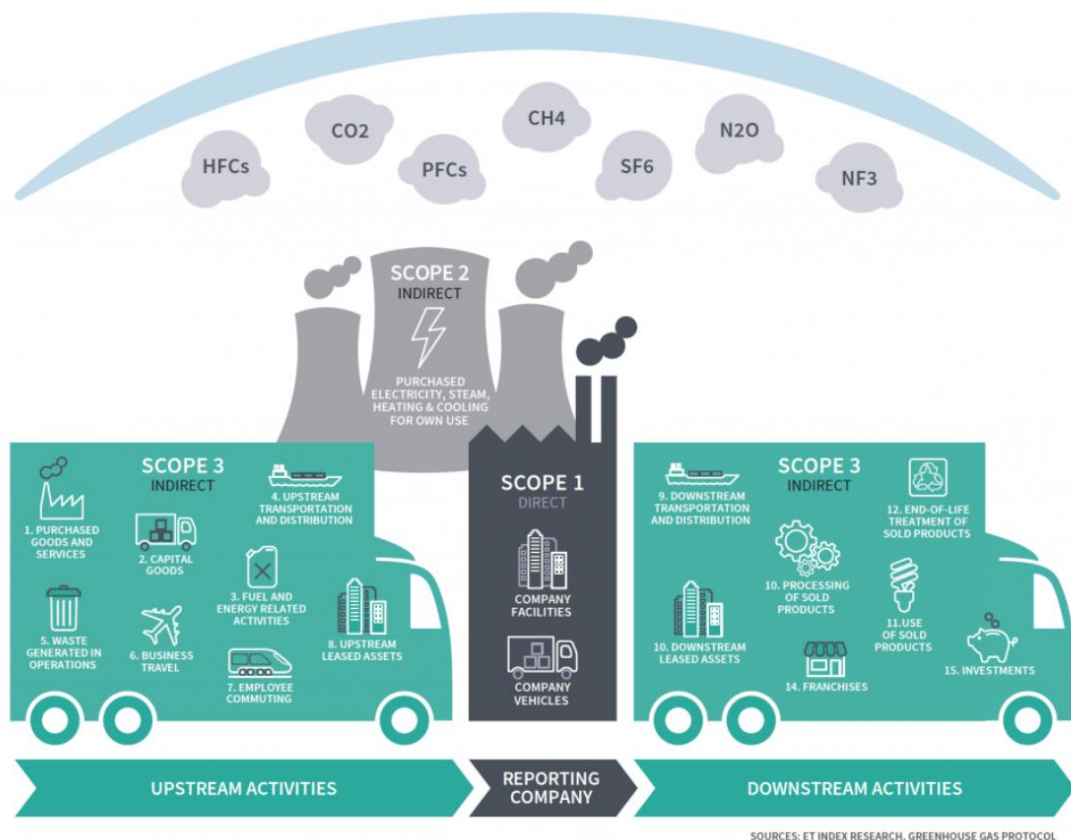 HFCs
CO2
PFCs
CH4
SF6
N2O
NF3
SCOPE 2
INDIRECT
PURCHASED
ELECTRICITY, STEAM,
HEATING & COOLING
FOR OWN USE
SCOPE 3
INDIRECT
1. PURCHASED
GOODS AND
SERVICES
2. CAPITAL
GOODS
4. UPSTREAM
TRANSPORTATION
AND DISTRIBUTION
3. FUEL AND
ENERGY RELATED
ACTIVITIES
5. WASTE
GENERATED IN
OPERATIONS
6. BUSINESS
TRAVEL
7. EMPLOYEE
COMMUTING
8. UPSTREAM
LEASED ASSETS
SCOPE 1
DIRECT
COMPANY
FACILITIES
COMPANY
VEHICLES
SCOPE 3
INDIRECT
9. DOWNSTREAM
TRANSPORTATION
AND DISTRIBUTION
12. END-OF-LIFE
TREATMENT OF
SOLD PRODUCTS
10. PROCESSING
OF SOLD
PRODUCTS
11.USE
OF SOLD
PRODUCTS
10. DOWNSTREAM
LEASED ASSETS
14. FRANCHISES
15. INVESTMENTS
UPSTREAM ACTIVITIES
REPORTING
COMPANY
DOWNSTREAM ACTIVITIES
SOURCES: ET INDEX RESEARCH, GREENHOUSE GAS PROTOCOL